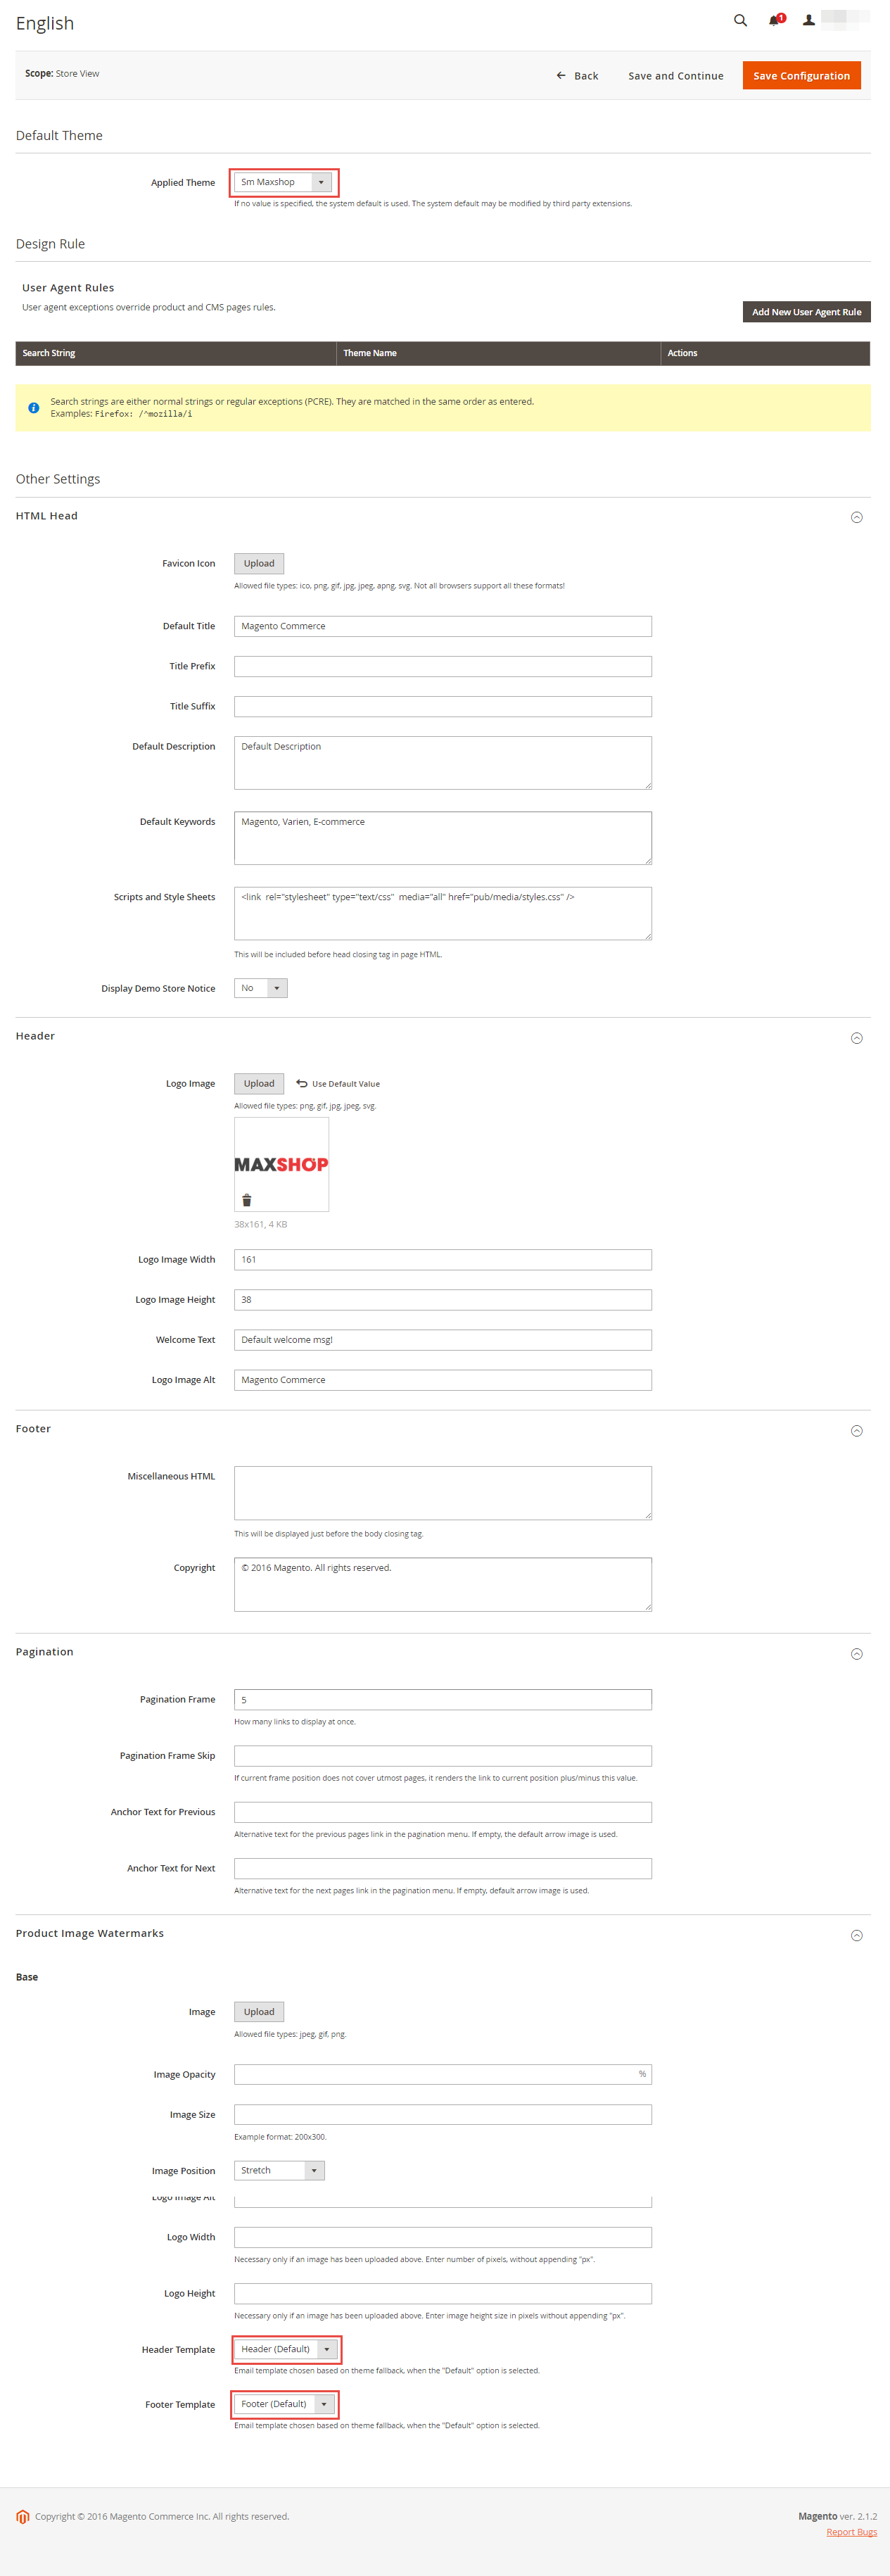 English
1
Scope: Store View
Back
Save and Continue
Save Configuration
Default Theme
Applied Theme
Sm Maxshop
If no value is specified, the system default is used. The system default may be modified by third party extensions.
Design Rule
User Agent Rules
User agent exceptions override product and CMS pages rules.
Add New User Agent Rule
Search String
Theme Name
Actions
Search strings are either normal strings or regular exceptions (PCRE). They are matched in the same order as entered.
Examples: Firefox: /^mozilla/i
Other Settings
HTML Head
Favicon Icon
Upload
Allowed file types: ico, png, gif, jpg, jpeg, apng, svg. Not all browsers support all these formats!
Default Title
Magento Commerce
Title Prefix
Title Suffix
Default Description
Default Description
Default Keywords
Magento, Varien, E-commerce
Scripts and Style Sheets
<link  rel="stylesheet" type="text/css"  media="all" href="pub/media/styles.css" />
This will be included before head closing tag in page HTML.
Display Demo Store Notice
No
Header
Logo Image
Upload
Use Default Value
Allowed file types: png, gif, jpg, jpeg, svg.
MAXSHOP
38x161, 4 KB
Logo Image Width
161
Logo Image Height
38
Welcome Text
Default welcome msg!
Logo Image Alt
Magento Commerce
Footer
Miscellaneous HTML
This will be displayed just before the body closing tag.
Copyright
© 2016 Magento. All rights reserved.
Pagination
Pagination Frame
5
How many links to display at once.
Pagination Frame Skip
If current frame position does not cover utmost pages, it renders the link to current position plus/minus this value.
Anchor Text for Previous
Alternative text for the previous pages link in the pagination menu. If empty, the default arrow image is used.
Anchor Text for Next
Alternative text for the next pages link in the pagination menu. If empty, default arrow image is used.
Product Image Watermarks
Base
Image
Upload
Allowed file types: jpeg, gif, png.
Image Opacity
%
Image Size
Example format: 200x300.
Image Position
Stretch
Logo Image Alt
Logo Width
Necessary only if an image has been uploaded above. Enter number of pixels, without appending "px".
Logo Height
Necessary only if an image has been uploaded above. Enter image height size in pixels without appending "px".
Header Template
Header (Default)
Email template chosen based on theme fallback, when the "Default" option is selected.
Footer Template
Footer (Default)
Email template chosen based on theme fallback, when the "Default" option is selected.
Copyright © 2016 Magento Commerce Inc. All rights reserved.
Magento ver. 2.1.2
Report Bugs